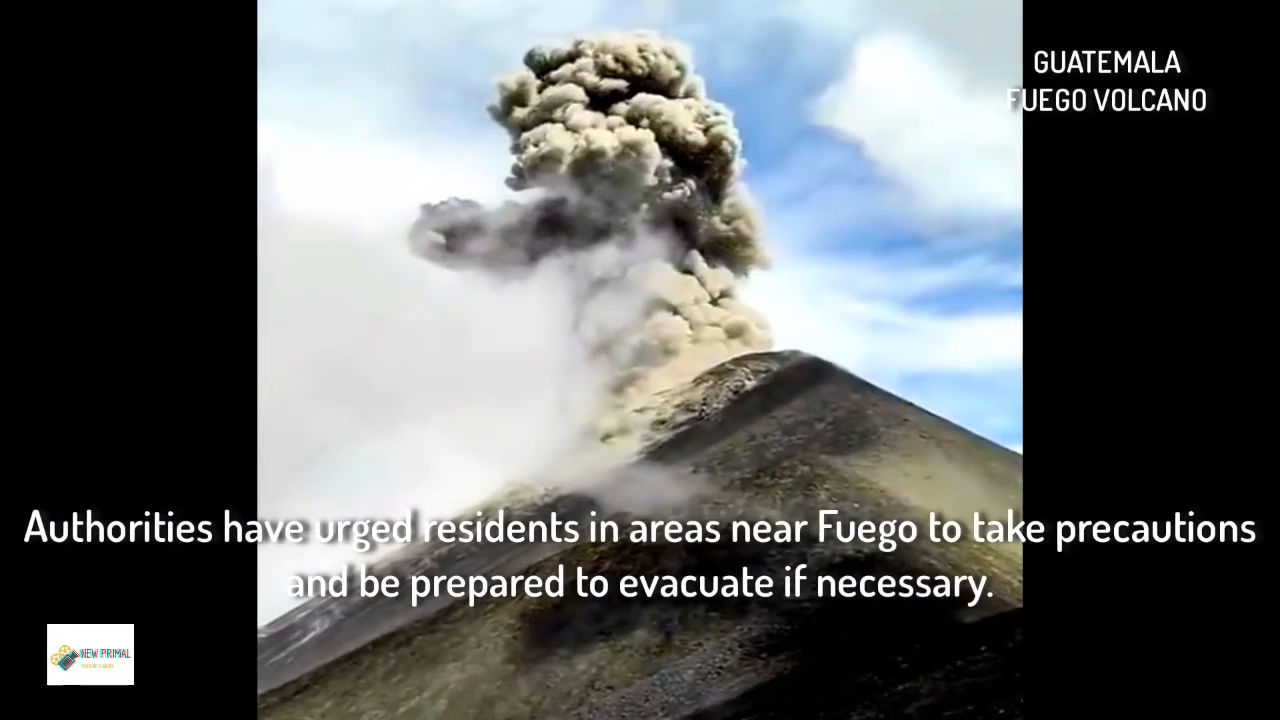 GUATEMALA
FUEGO VOLCANO
Authorities have urged residents in areas near Fuego to take precautions
and be prepared to evacuate if necessary.
NEW PRIMAL